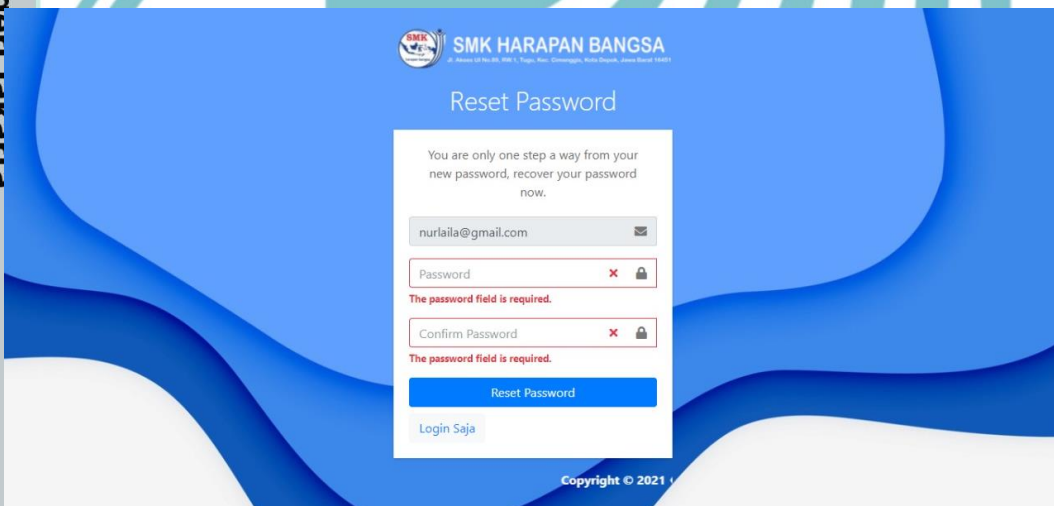 SMK
SMK HARAPAN BANGSA
Reset Password
You are only one step a way from your
new password, recover your password
now.
nurlaila@gmail.com
Password
The password field is required.
Confirm Password
The password field is required.
Reset Password
Login Saja
Copyright © 2021